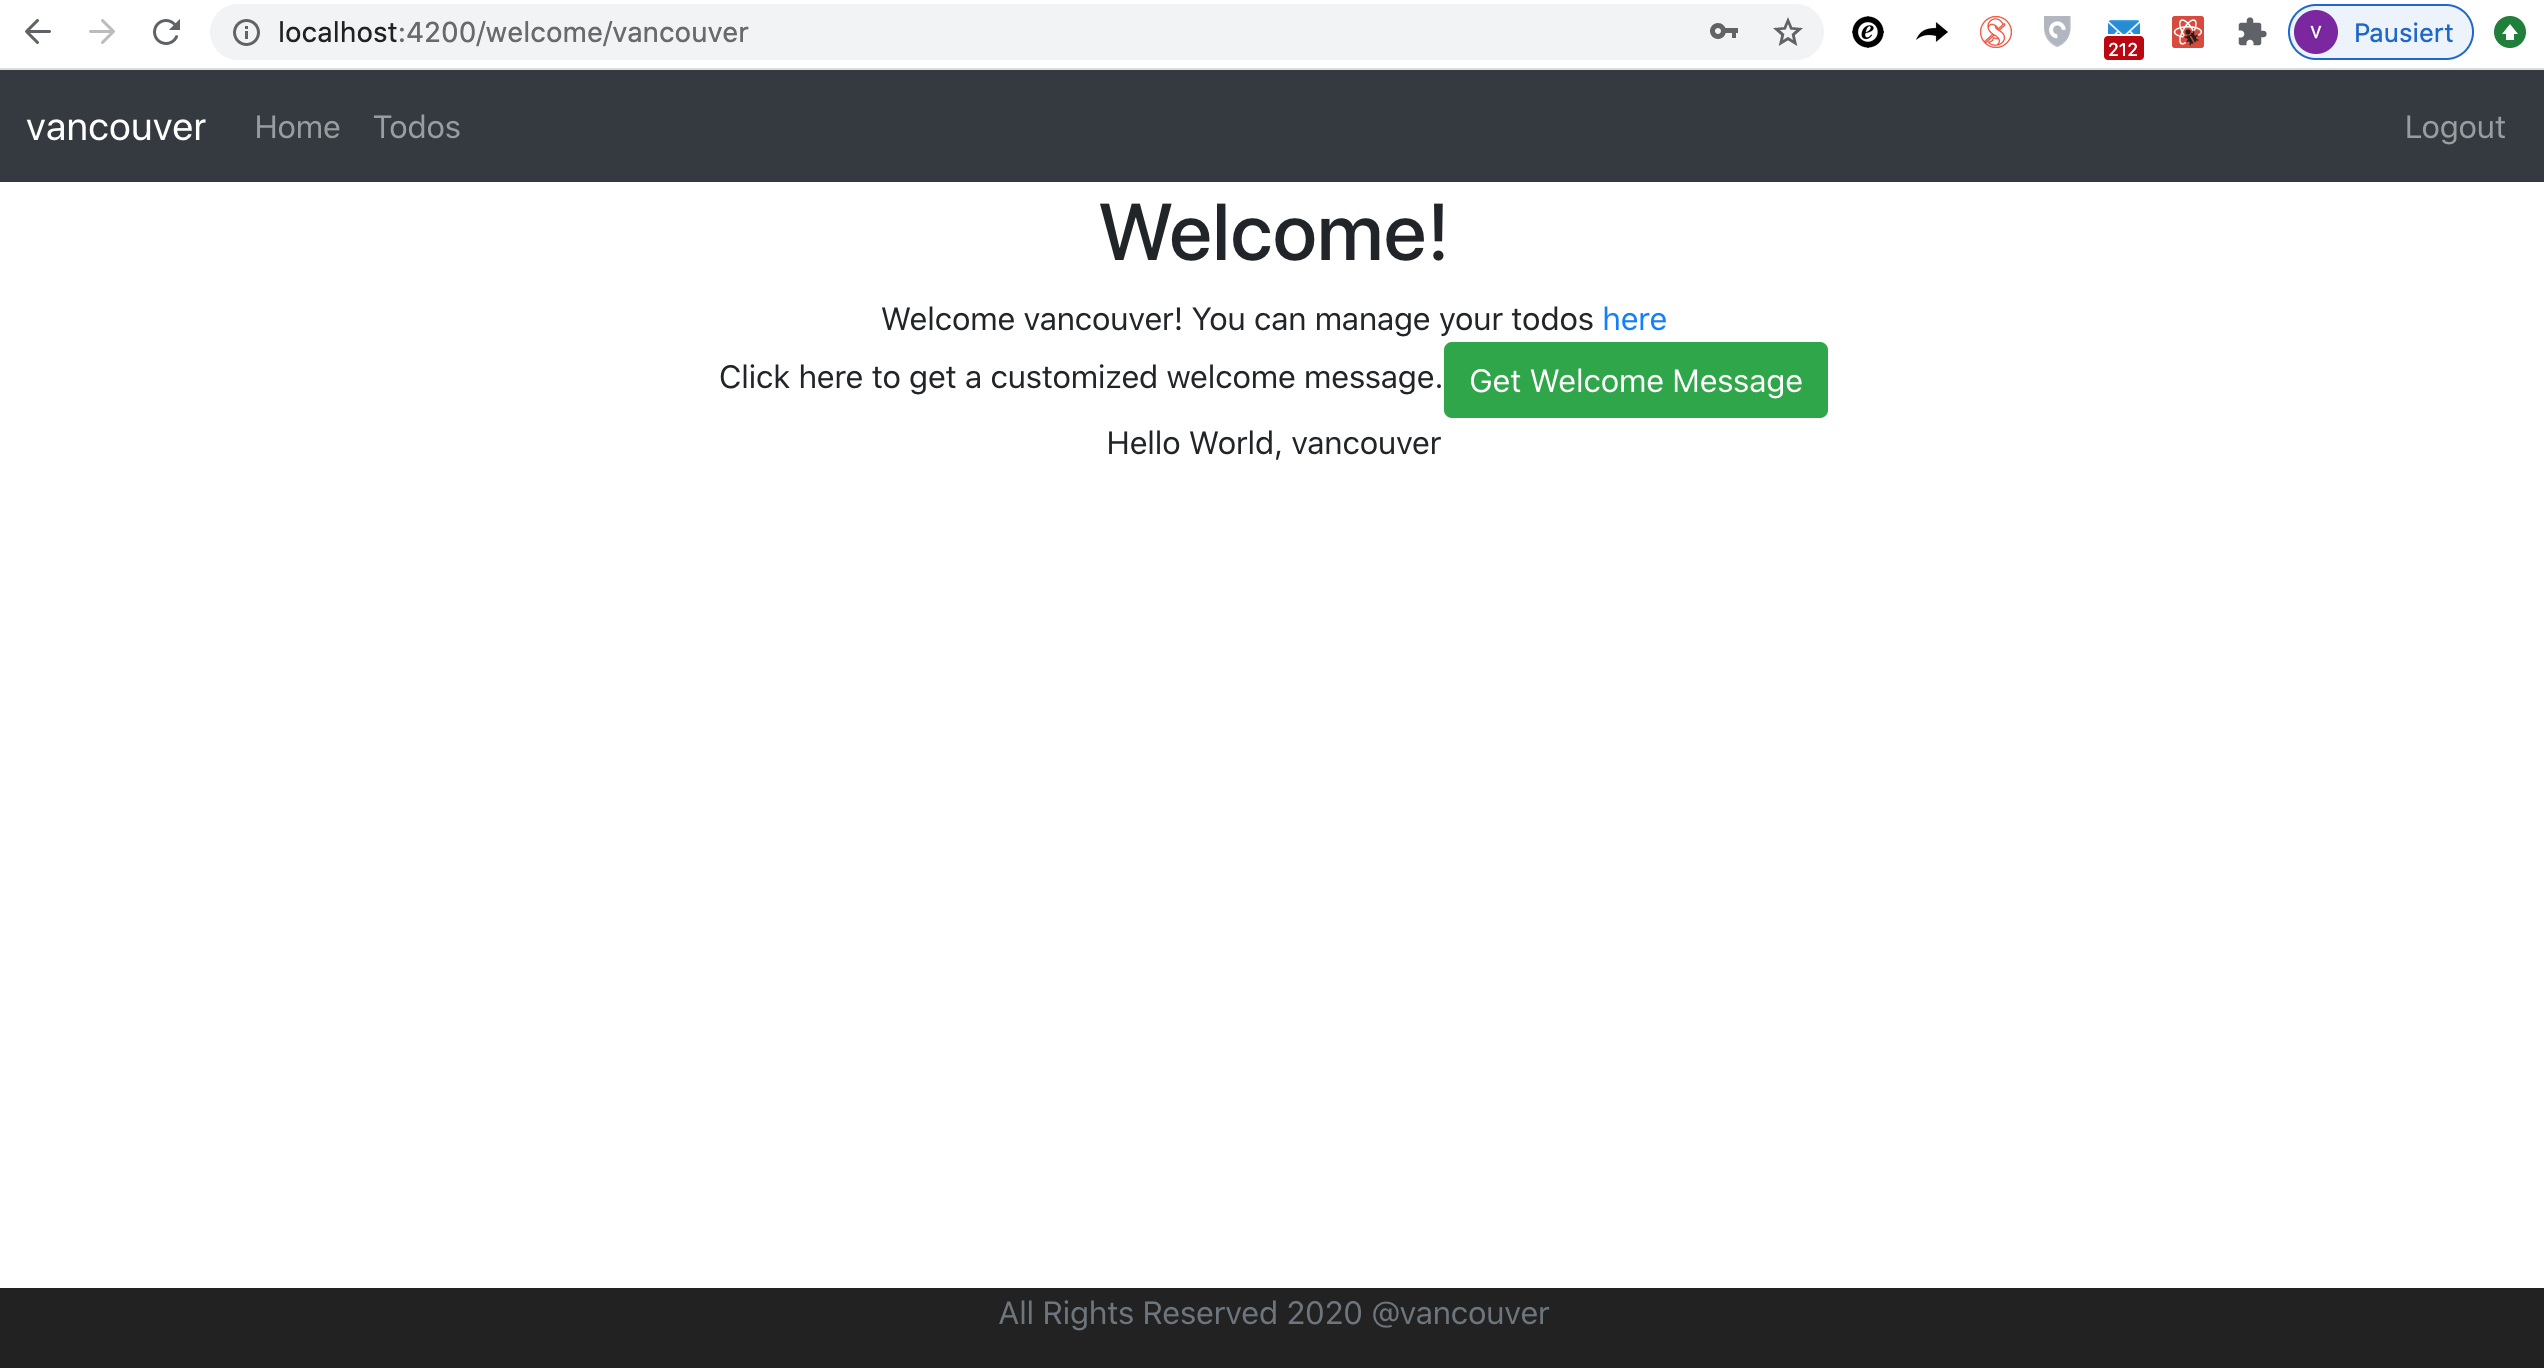 localhost:4200/welcome/vancouver
212
V Pausiert
vancouver Home Todos Logout
Welcome!
Welcome vancouver! You can manage your todos here
Click here to get a customized welcome message. Get Welcome Message
Hello World, vancouver
All Rights Reserved 2020 @vancouver